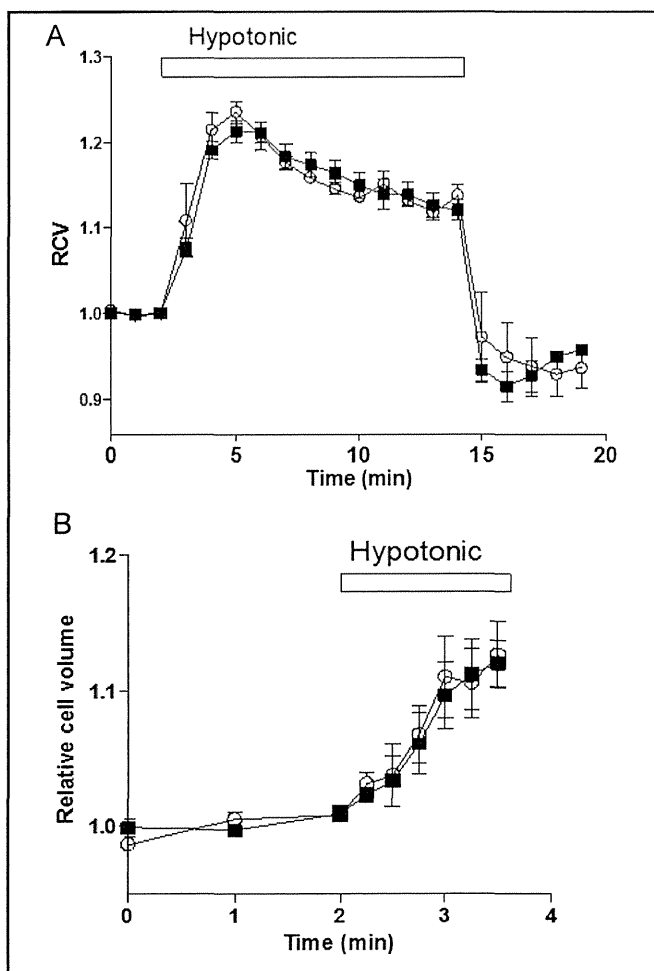 A
Hypotonic
1.3
1.2
1.1
1.0
0.9
RCV
0 5 10 15 20
Time (min)
B
Hypotonic
1.2
1.1
1.0
Relative cell volume
0 1 2 3 4
Time (min)